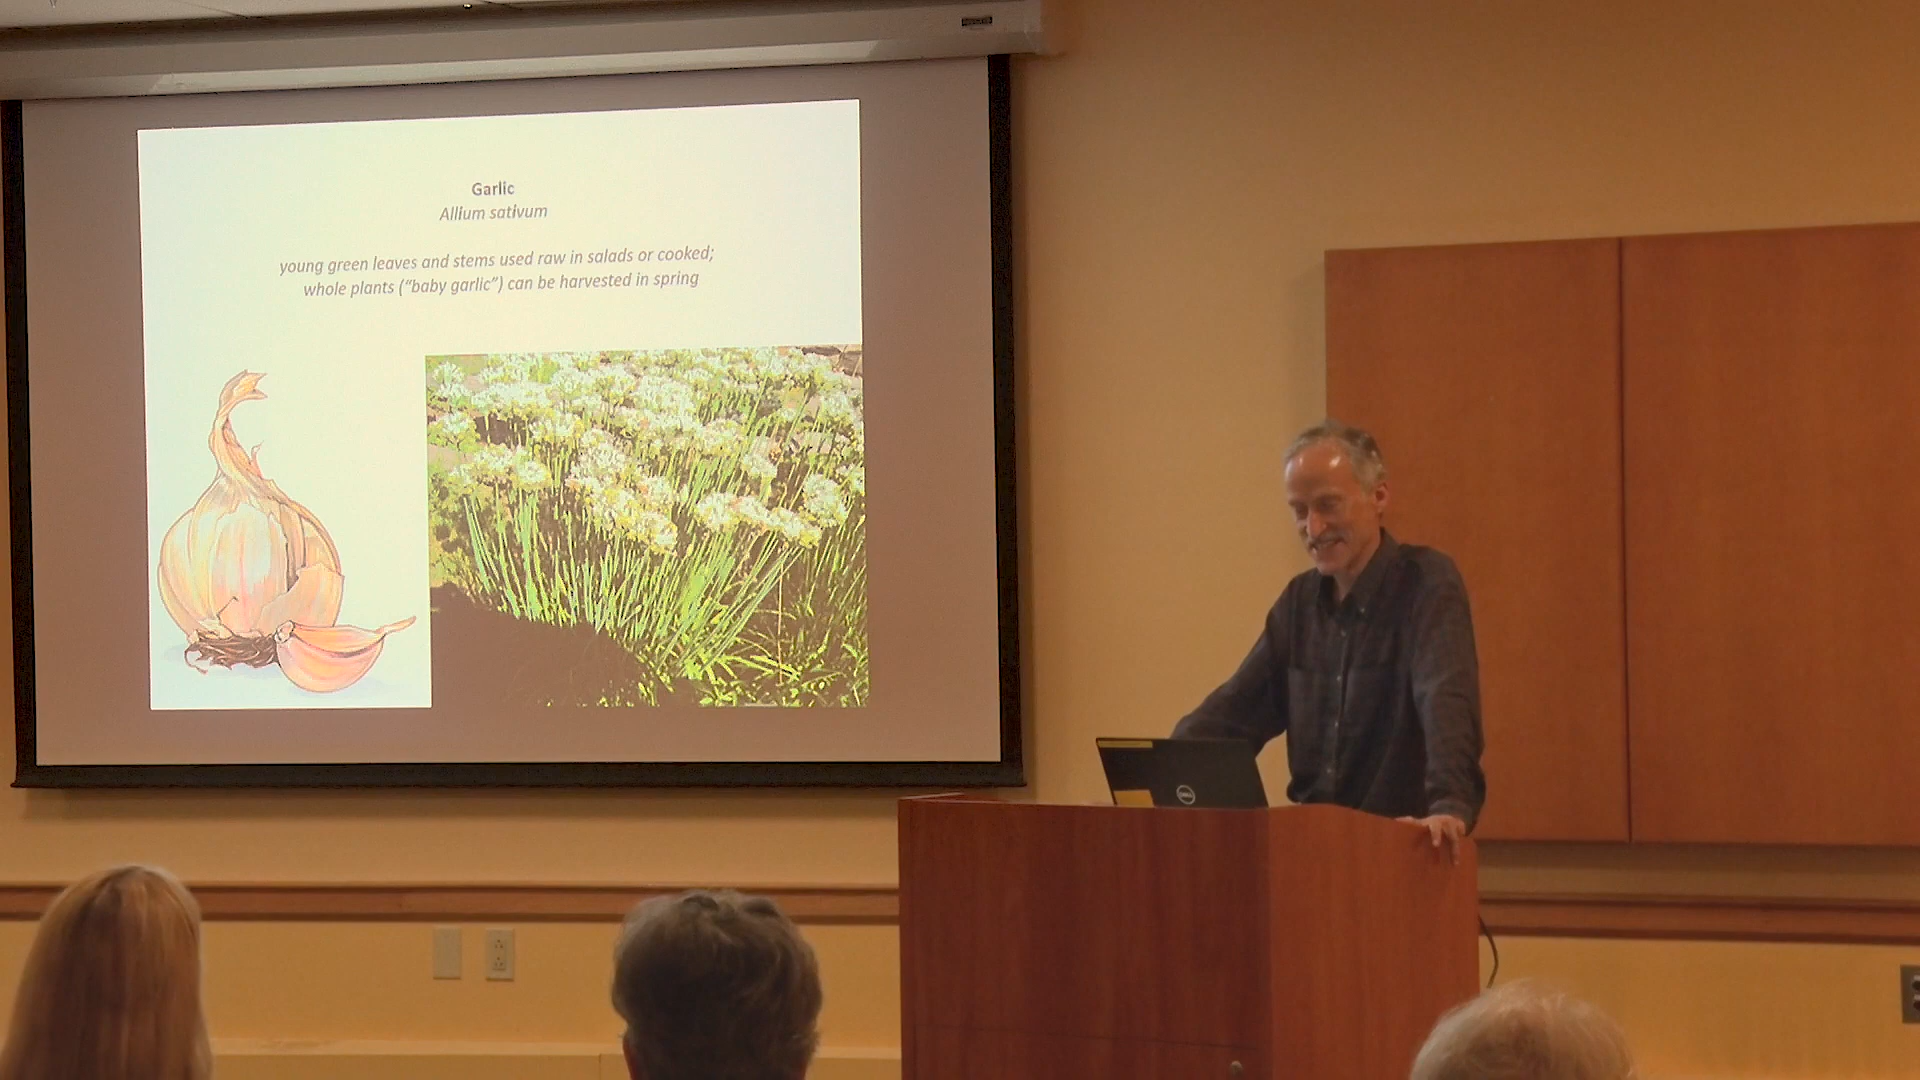 Garlic
Allium sativum
young green leaves and stems used raw in salads or cooked;
whole plants (“baby garlic”) can be harvested in spring
DELL